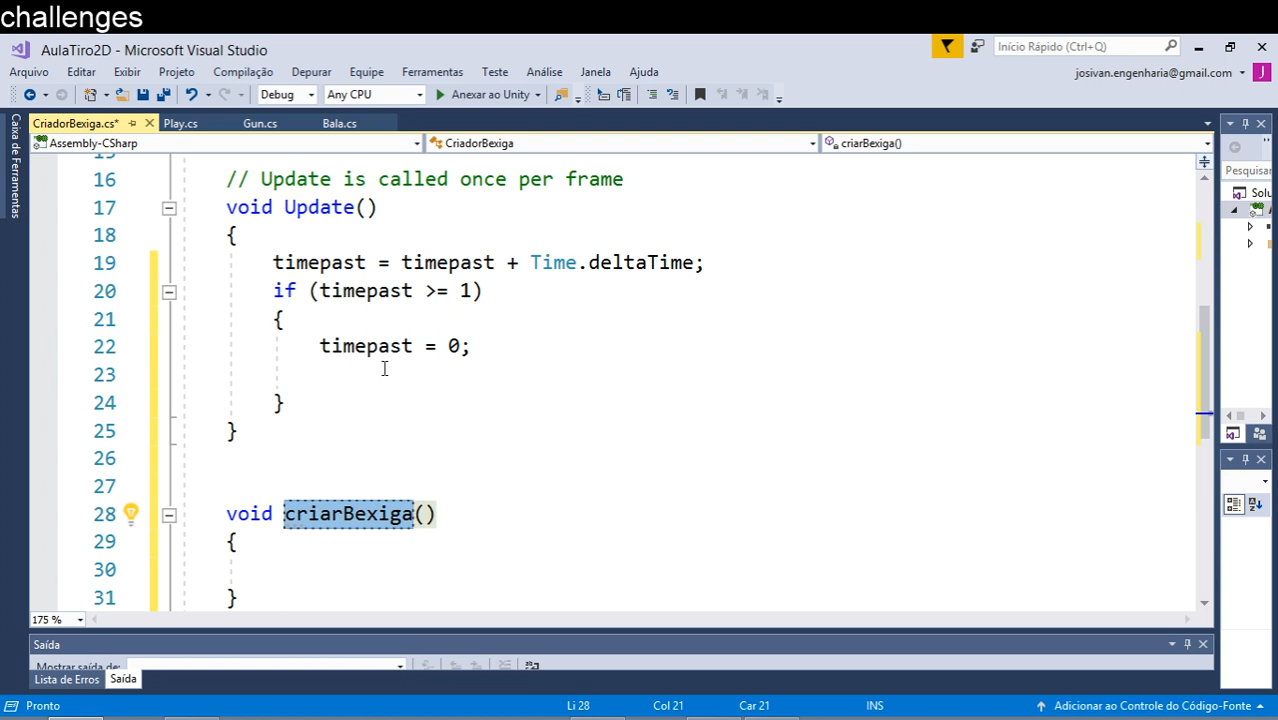 challenges
AulaTiro2D - Microsoft Visual Studio
Início Rápido (Ctrl+Q)
Arquivo Editar Exibir Projeto Compilação Depurar Equipe Ferramentas Teste Análise Janela Ajuda
josivan.engenharia@gmail.com J
Debug Any CPU Anexar ao Unity
CriadorBexiga.cs* Play.cs Gun.cs Bala.cs
Assembly-CSharp CriadorBexiga criarBexiga()
Caixa de Ferramentas
Pesquisar
Solu
16 // Update is called once per frame
17 void Update()
18 {
19 timepast = timepast + Time.deltaTime;
20 if (timepast >= 1)
21 {
22 timepast = 0;
23
24 }
25 }
26
27
28 void criarBexiga()
29 {
30
31 }
175 %
Saída
Mostrar saída de:
Lista de Erros Saída
Pronto Li 28 Col 21 Car 21 INS Adicionar ao Controle do Código-Fonte